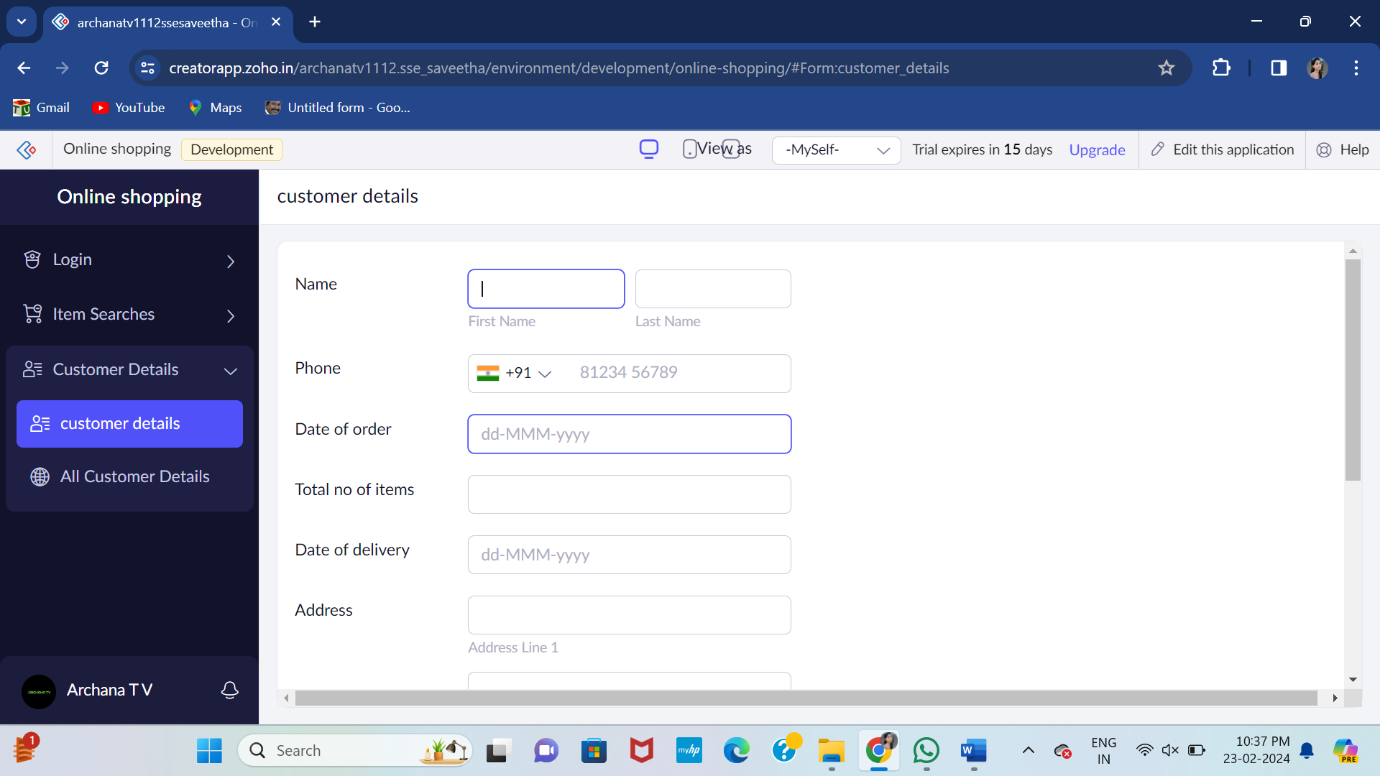 archanatv1112ssesaveetha - On
creatorapp.zoho.in/archanatv1112.sse_saveetha/environment/development/online-shopping/#Form:customer_details
Gmail YouTube Maps Untitled form - Goo...
Online shopping Development View as -MySelf- Trial expires in 15 days Upgrade Edit this application Help
Online shopping
Login
Item Searches
Customer Details
customer details
All Customer Details
Archana T V
customer details
Name
First Name Last Name
Phone +91 81234 56789
Date of order dd-MMM-yyyy
Total no of items
Date of delivery dd-MMM-yyyy
Address
Address Line 1
1
Search
myhp
W
ENG
IN
10:37 PM
23-02-2024
PRE